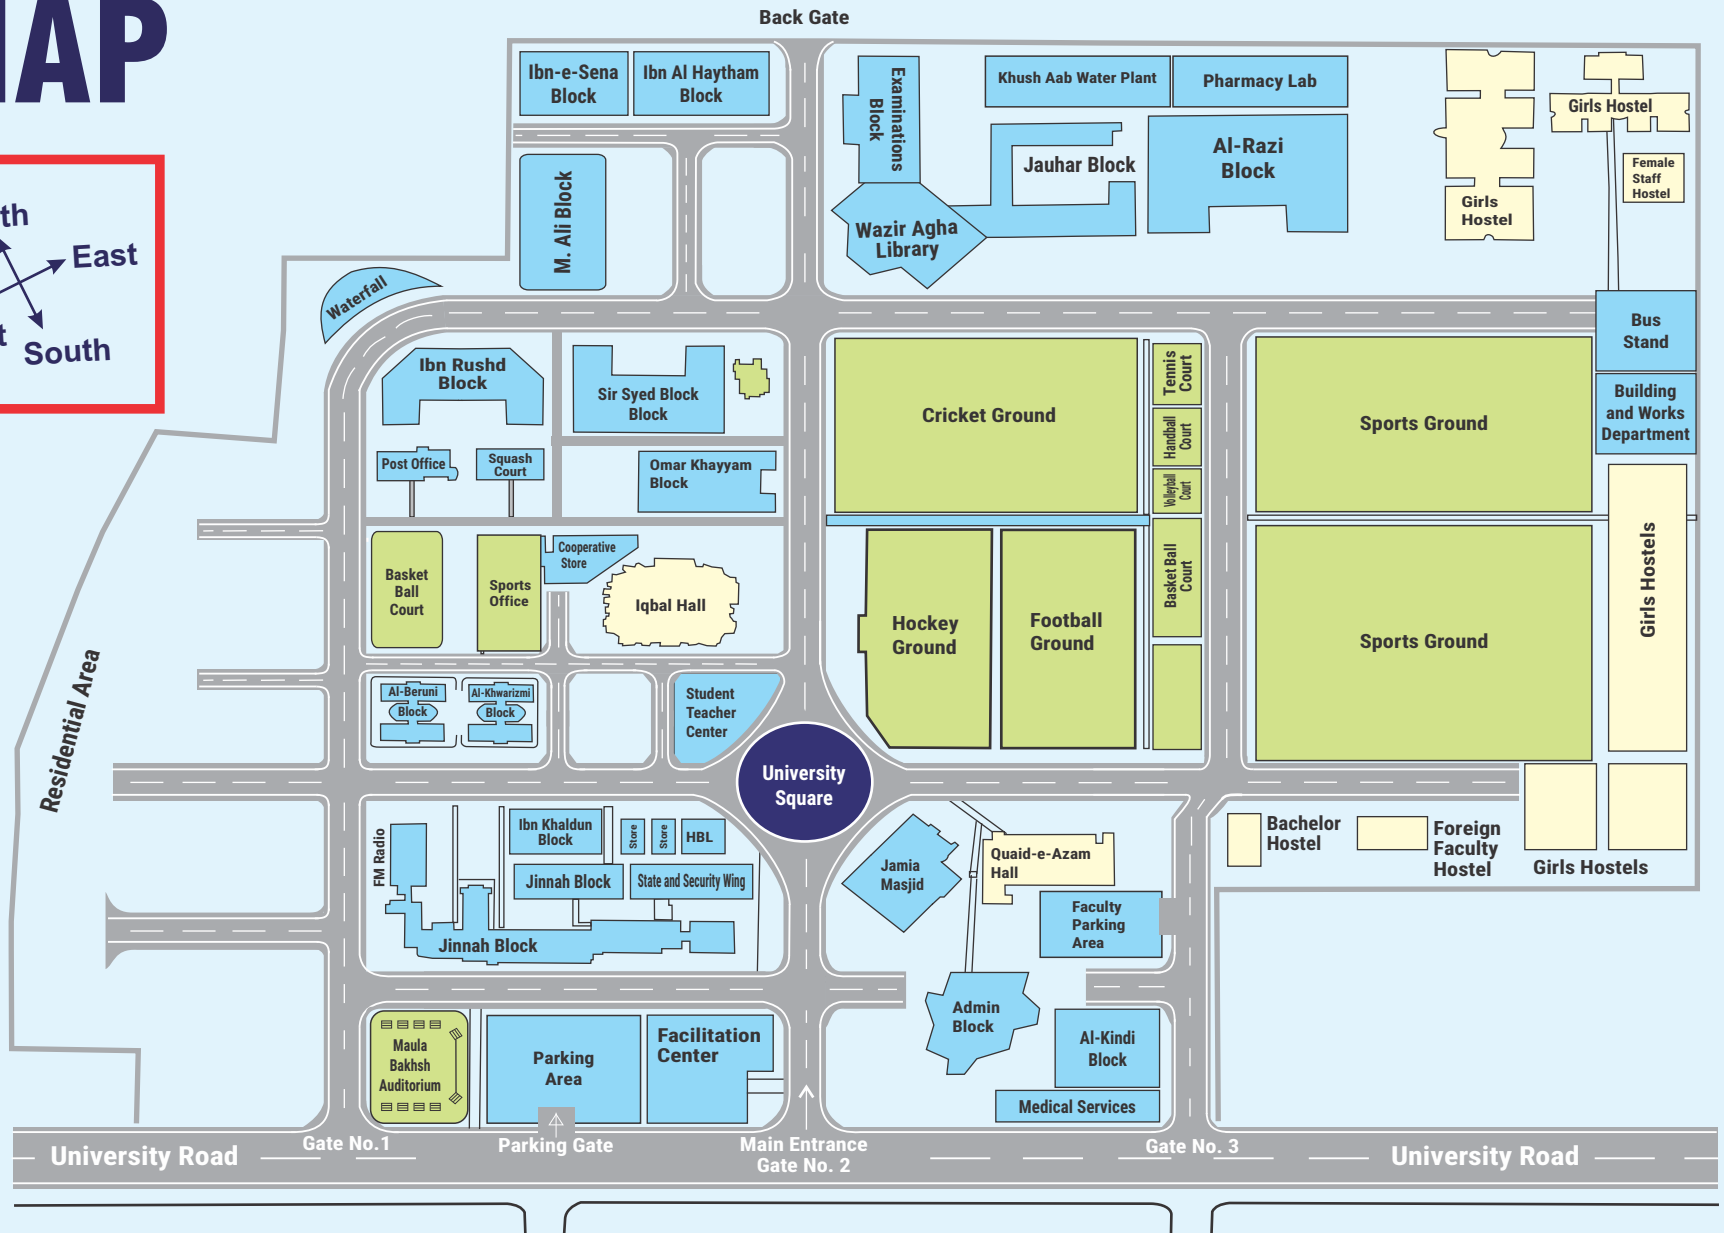 MAP
Back Gate
th
East
t
South
Ibn-e-Sena
Block
Ibn Al Haytham
Block
Examinations
Block
Khush Aab Water Plant
Pharmacy Lab
Girls Hostel
Female
Staff
Hostel
Girls
Hostel
M. Ali Block
Jauhar Block
Al-Razi
Block
Wazir Agha
Library
Waterfall
Bus
Stand
Ibn Rushd
Block
Sir Syed Block
Block
Cricket Ground
Tennis
Court
Handball
Court
Volleyball
Court
Sports Ground
Building
and Works
Department
Post Office
Squash
Court
Omar Khayyam
Block
Basket
Ball
Court
Sports
Office
Cooperative
Store
Iqbal Hall
Hockey
Ground
Football
Ground
Basket Ball
Court
Sports Ground
Girls Hostels
Residential Area
Al-Beruni
Block
Al-Khwarizmi
Block
Student
Teacher
Center
University
Square
FM Radio
Ibn Khaldun
Block
Store
Store
HBL
Jinnah Block
State and Security Wing
Jinnah Block
Jamia
Masjid
Quaid-e-Azam
Hall
Faculty
Parking
Area
Bachelor
Hostel
Foreign
Faculty
Hostel
Girls Hostels
Maula
Bakhsh
Auditorium
Parking
Area
Facilitation
Center
Admin
Block
Al-Kindi
Block
Medical Services
University Road
Gate No.1
Parking Gate
Main Entrance
Gate No. 2
Gate No. 3
University Road